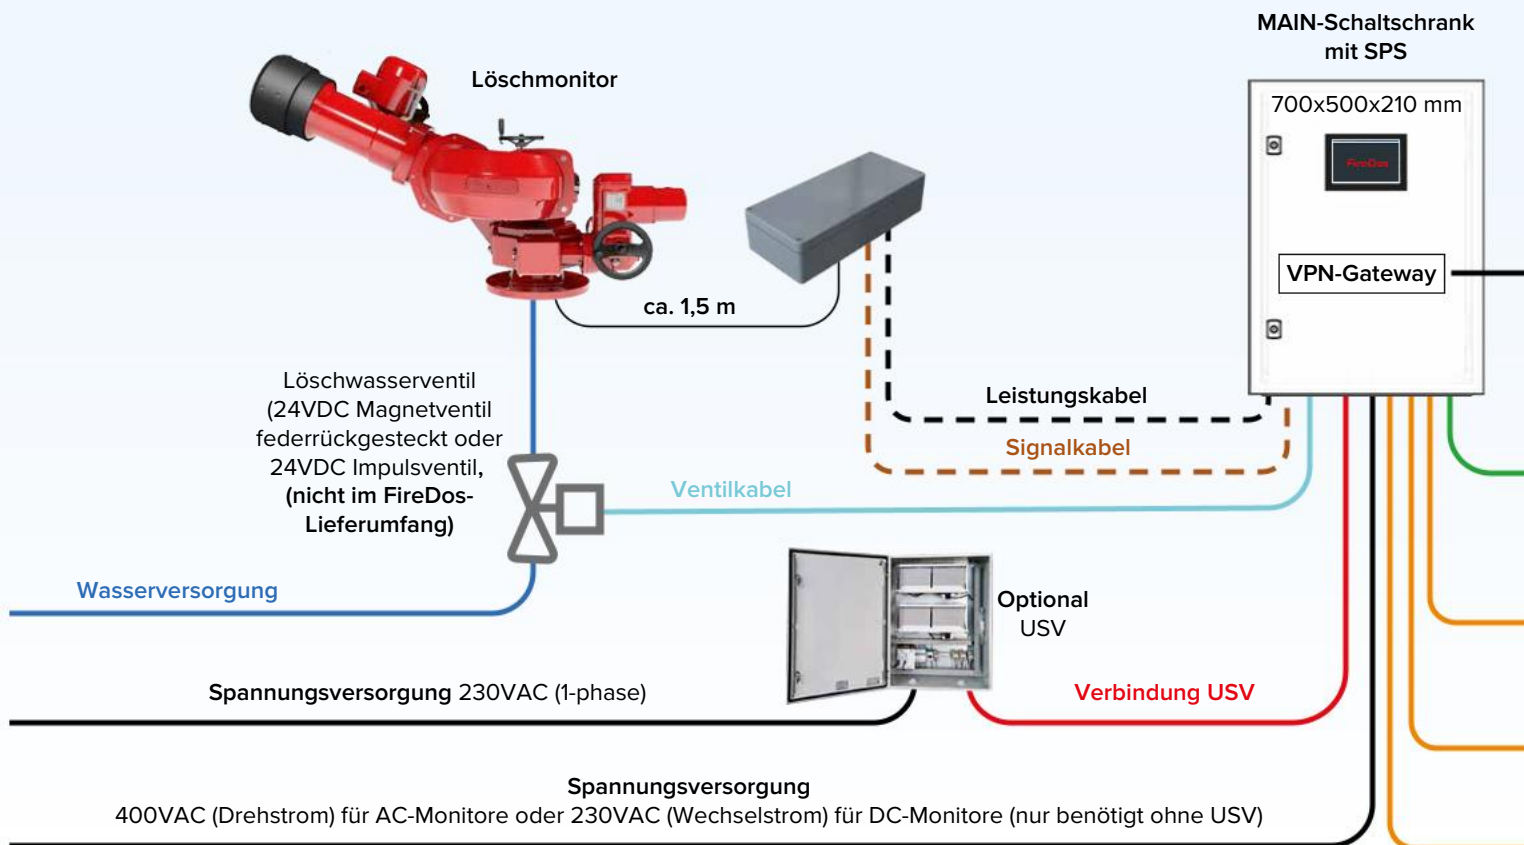 MAIN-Schaltschrank
mit SPS
Löschmonitor
700x500x210 mm
FireDos
VPN-Gateway
ca. 1,5 m
Löschwasserventil
(24VDC Magnetventil
federrückgesteckt oder
24VDC Impulsventil,
(nicht im FireDos-
Lieferumfang)
Leistungskabel
Signalkabel
Ventilkabel
Wasserversorgung
Optional
USV
Spannungsversorgung 230VAC (1-phase)
Verbindung USV
Spannungsversorgung
400VAC (Drehstrom) für AC-Monitore oder 230VAC (Wechselstrom) für DC-Monitore (nur benötigt ohne USV)